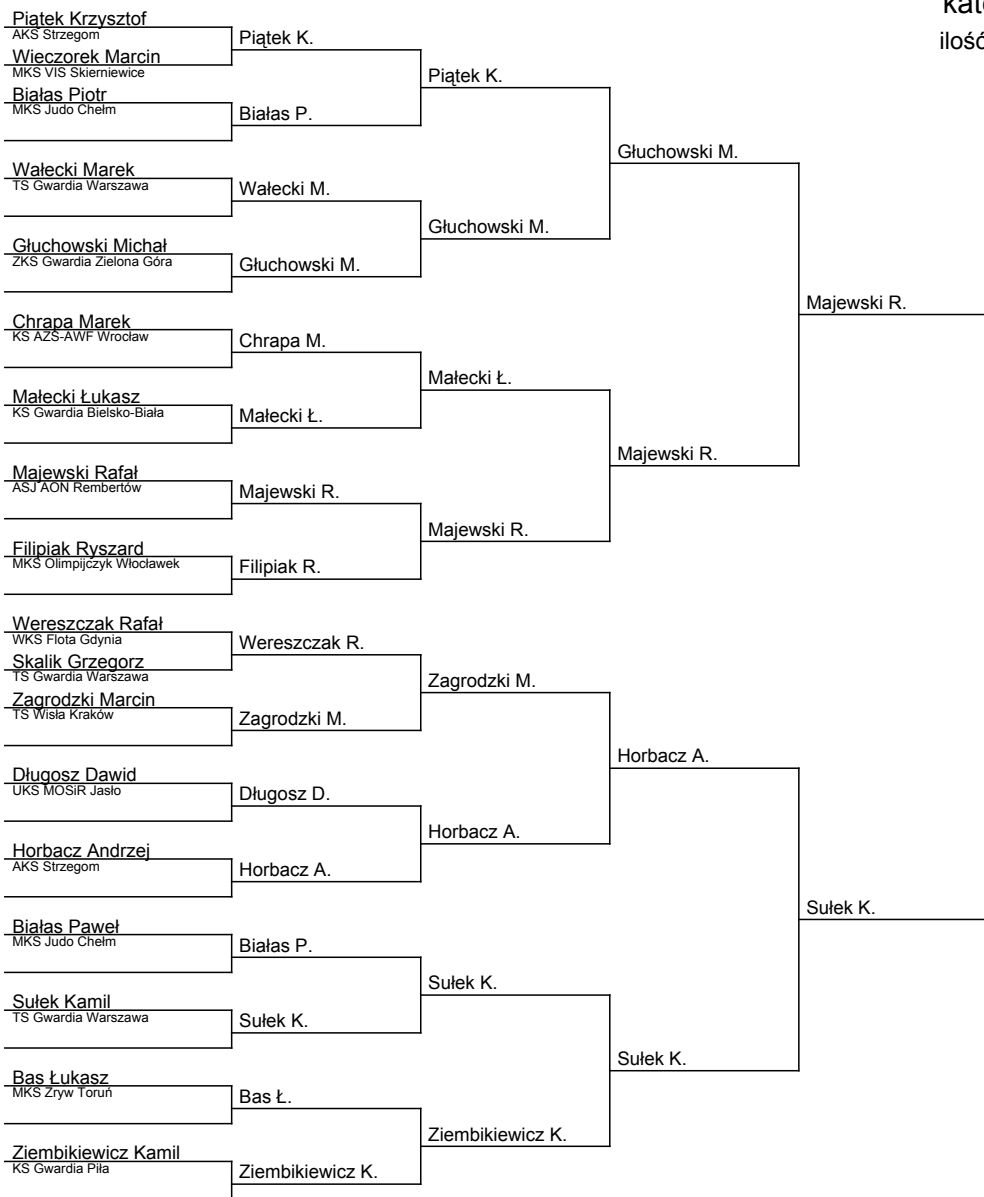 kate
ilość
Piątek Krzysztof
AKS Strzegom
Wieczorek Marcin
MKS VIS Skierniewice
Białas Piotr
MKS Judo Chełm
Wałecki Marek
TS Gwardia Warszawa
Głuchowski Michał
ZKS Gwardia Zielona Góra
Chrapa Marek
KS AZS-AWF Wrocław
Małecki Łukasz
KS Gwardia Bielsko-Biała
Majewski Rafał
ASJ AON Rembertów
Filipiak Ryszard
MKS Olimpijczyk Włocławek
Wereszczak Rafał
WKS Flota Gdynia
Skalik Grzegorz
TS Gwardia Warszawa
Zagrodzki Marcin
TS Wisła Kraków
Długosz Dawid
UKS MOSiR Jasło
Horbacz Andrzej
AKS Strzegom
Białas Paweł
MKS Judo Chełm
Sułek Kamil
TS Gwardia Warszawa
Bas Łukasz
MKS Zryw Toruń
Ziembikiewicz Kamil
KS Gwardia Piła
Piątek K.
Białas P.
Wałecki M.
Głuchowski M.
Chrapa M.
Małecki Ł.
Majewski R.
Filipiak R.
Wereszczak R.
Zagrodzki M.
Długosz D.
Horbacz A.
Białas P.
Sułek K.
Bas Ł.
Ziembikiewicz K.
Piątek K.
Głuchowski M.
Małecki Ł.
Majewski R.
Zagrodzki M.
Horbacz A.
Sułek K.
Ziembikiewicz K.
Głuchowski M.
Majewski R.
Horbacz A.
Sułek K.
Majewski R.
Sułek K.